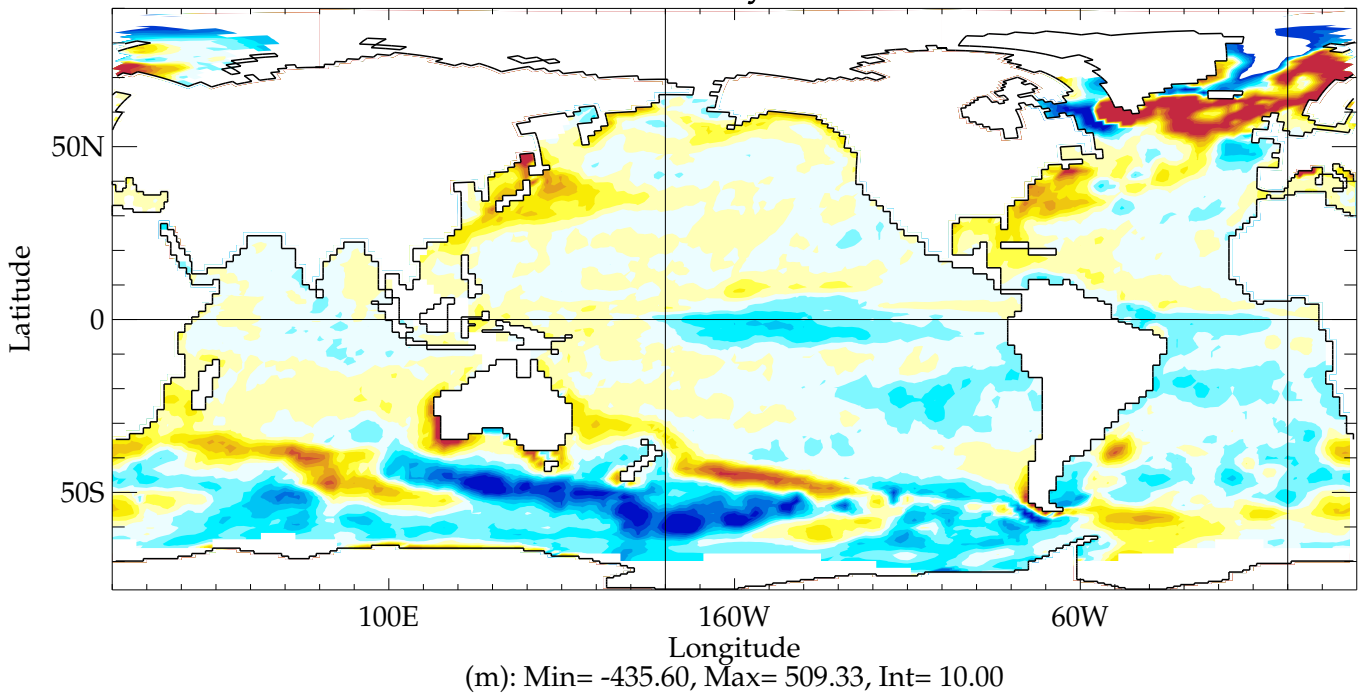 50N
0
50S
Latitude
100E
160W
60W
Longitude
(m): Min= -435.60, Max= 509.33, Int= 10.00